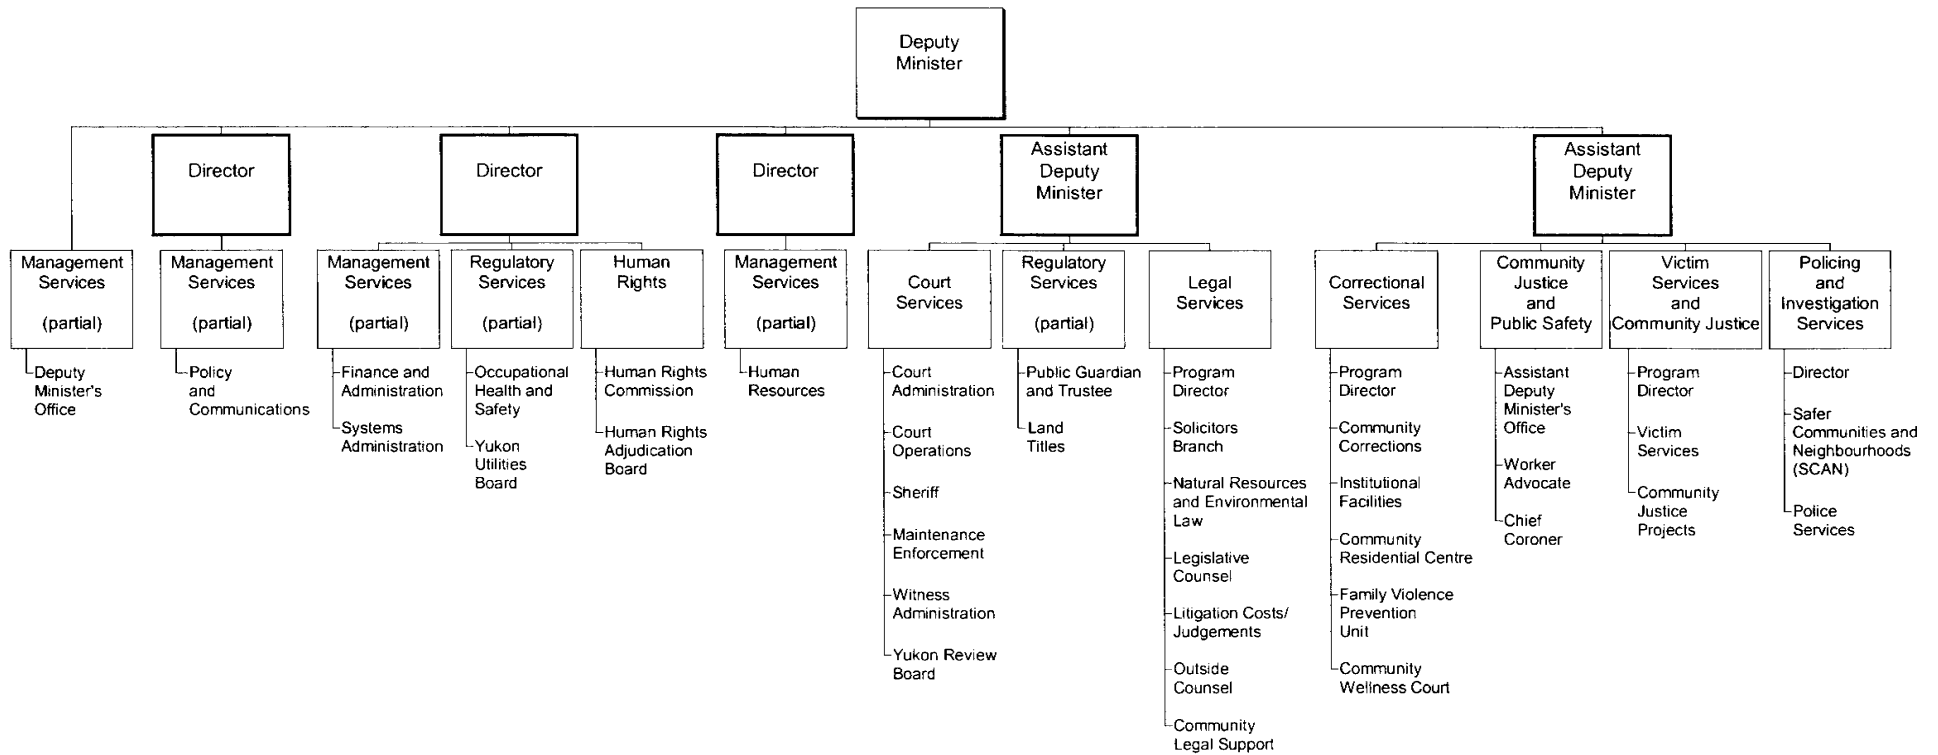 Deputy
Minister
Director
Director
Director
Assistant
Deputy
Minister
Assistant
Deputy
Minister
Management
Services
(partial)
Deputy
Minister's
Office
Management
Services
(partial)
Policy
and
Communications
Management
Services
(partial)
Finance and
Administration
Systems
Administration
Regulatory
Services
(partial)
Occupational
Health and
Safety
Yukon
Utilities
Board
Human
Rights
Human Rights
Commission
Human Rights
Adjudication
Board
Management
Services
(partial)
Human
Resources
Court
Services
Court
Administration
Court
Operations
Sheriff
Maintenance
Enforcement
Witness
Administration
Yukon Review
Board
Regulatory
Services
(partial)
Public Guardian
and Trustee
Land
Titles
Legal
Services
Program
Director
Solicitors
Branch
Natural Resources
and Environmental
Law
Legislative
Counsel
Litigation Costs/
Judgements
Outside
Counsel
Community
Legal Support
Correctional
Services
Program
Director
Community
Corrections
Institutional
Facilities
Community
Residential Centre
Family Violence
Prevention
Unit
Community
Wellness Court
Community
Justice
and
Public Safety
Assistant
Deputy
Minister's
Office
Worker
Advocate
Chief
Coroner
Victim
Services
and
Community Justice
Program
Director
Victim
Services
Community
Justice
Projects
Policing
and
Investigation
Services
Director
Safer
Communities and
Neighbourhoods
(SCAN)
Police
Services